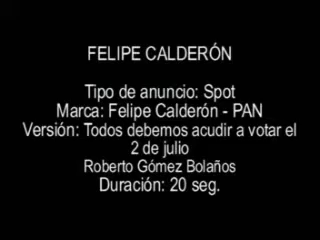 FELIPE CALDERÓN
Tipo de anuncio: Spot
Marca: Felipe Calderón - PAN
Versión: Todos debemos acudir a votar el
2 de julio
Roberto Gómez Bolaños
Duración: 20 seg.